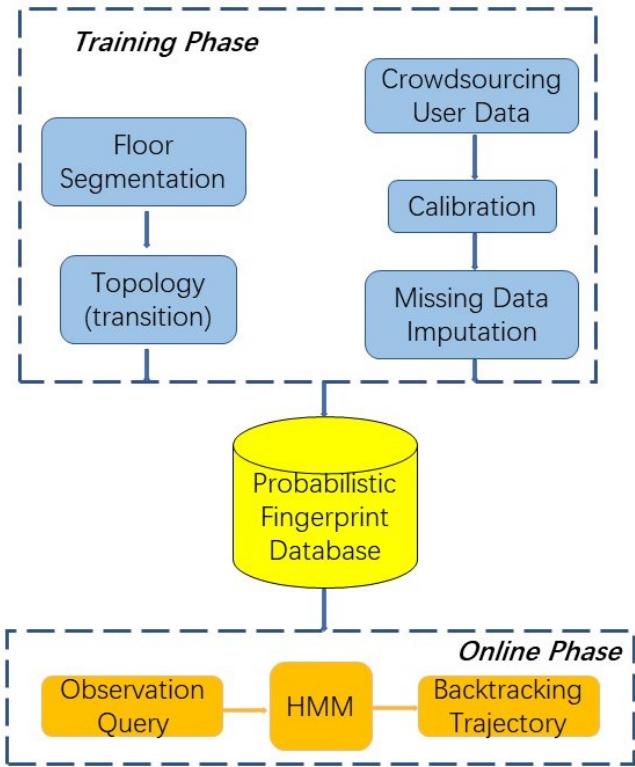 Training Phase
Floor
Segmentation
Topology
(transition)
Crowdsourcing
User Data
Calibration
Missing Data
Imputation
Probabilistic
Fingerprint
Database
Online Phase
Observation
Query
HMM
Backtracking
Trajectory